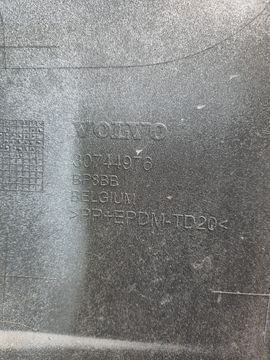 VOLVO
30744976
BP8BB
BELGIUM
>PP+EPDM-TD20<